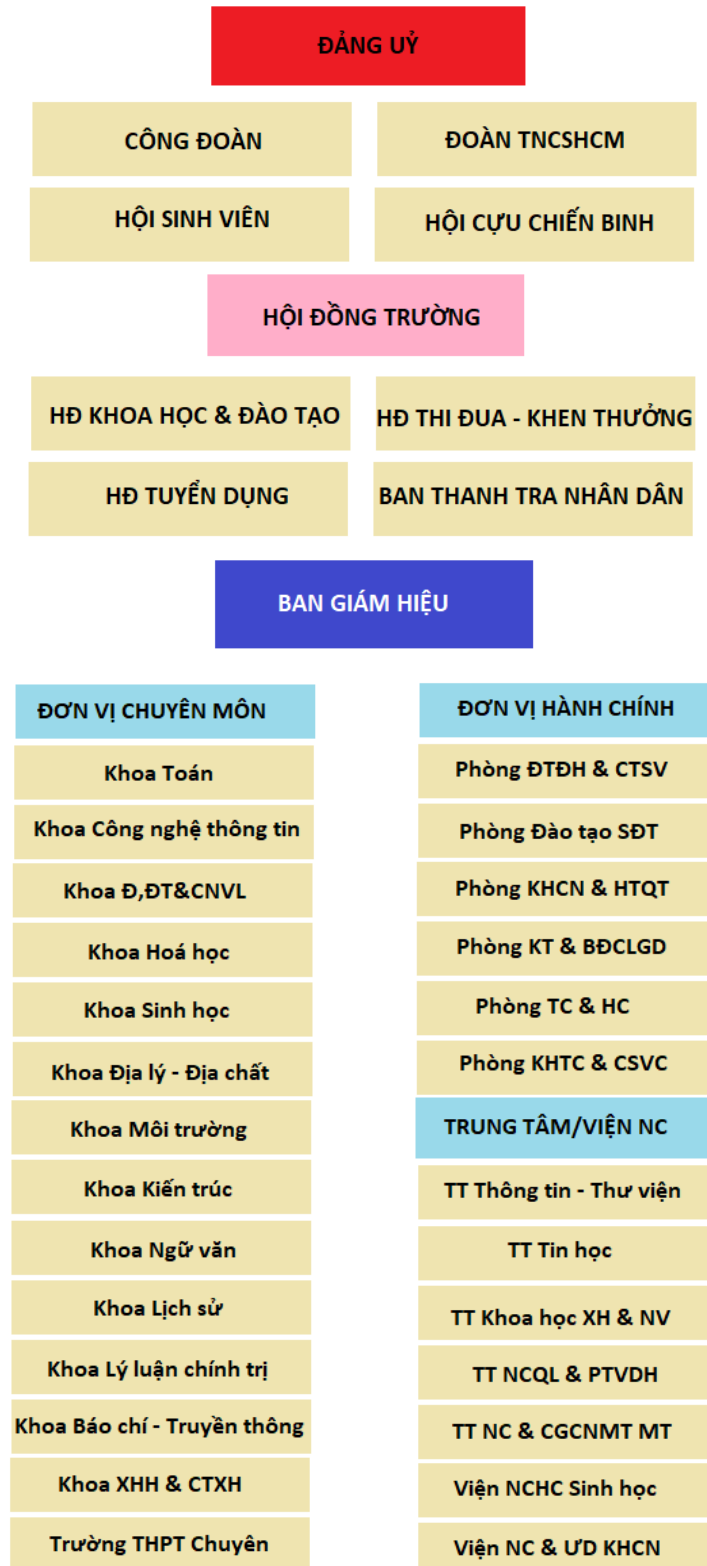 ĐẢNG UỶ
CÔNG ĐOÀN
ĐOÀN TNCSHCM
HỘI SINH VIÊN
HỘI CỰU CHIẾN BINH
HỘI ĐỒNG TRƯỜNG
HĐ KHOA HỌC & ĐÀO TẠO
HĐ THI ĐUA - KHEN THƯỞNG
HĐ TUYỂN DỤNG
BAN THANH TRA NHÂN DÂN
BAN GIÁM HIỆU
ĐƠN VỊ CHUYÊN MÔN
Khoa Toán
Khoa Công nghệ thông tin
Khoa Đ,ĐT&CNVL
Khoa Hoá học
Khoa Sinh học
Khoa Địa lý - Địa chất
Khoa Môi trường
Khoa Kiến trúc
Khoa Ngữ văn
Khoa Lịch sử
Khoa Lý luận chính trị
Khoa Báo chí - Truyền thông
Khoa XHH & CTXH
Trường THPT Chuyên
ĐƠN VỊ HÀNH CHÍNH
Phòng ĐTĐH & CTSV
Phòng Đào tạo SĐT
Phòng KHCN & HTQT
Phòng KT & BĐCLGD
Phòng TC & HC
Phòng KHTC & CSVC
TRUNG TÂM/VIỆN NC
TT Thông tin - Thư viện
TT Tin học
TT Khoa học XH & NV
TT NCQL & PTVDH
TT NC & CGCNMT MT
Viện NCHC Sinh học
Viện NC & ƯD KHCN